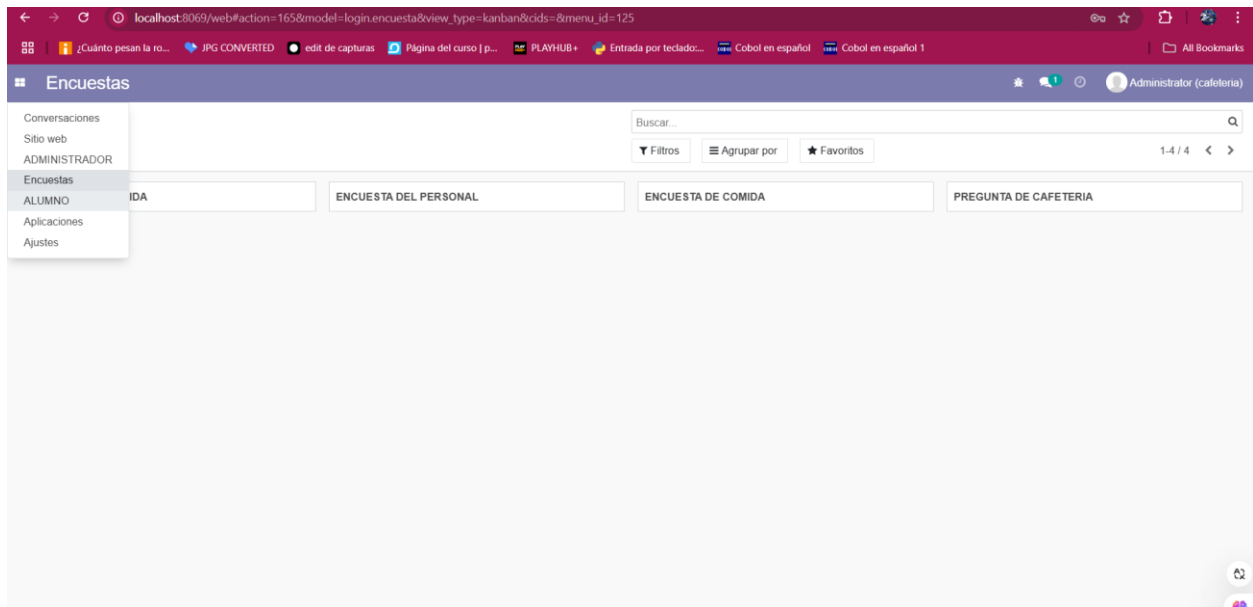 localhost:8069/web#action=165&model=login.encuesta&view_type=kanban&cids=&menu_id=125
¿Cuánto pesan la ro... JPG CONVERTED edit de capturas Página del curso | p... PLAYHUB+ Entrada por teclado:... Cobol en español Cobol en español 1 All Bookmarks
Encuestas 1 Administrator (cafeteria)
Conversaciones
Buscar...
Sitio web
ADMINISTRADOR
Filtros Agrupar por Favoritos 1-4 / 4
Encuestas
ALUMNO
IDA ENCUESTA DEL PERSONAL ENCUESTA DE COMIDA PREGUNTA DE CAFETERIA
Aplicaciones
Ajustes